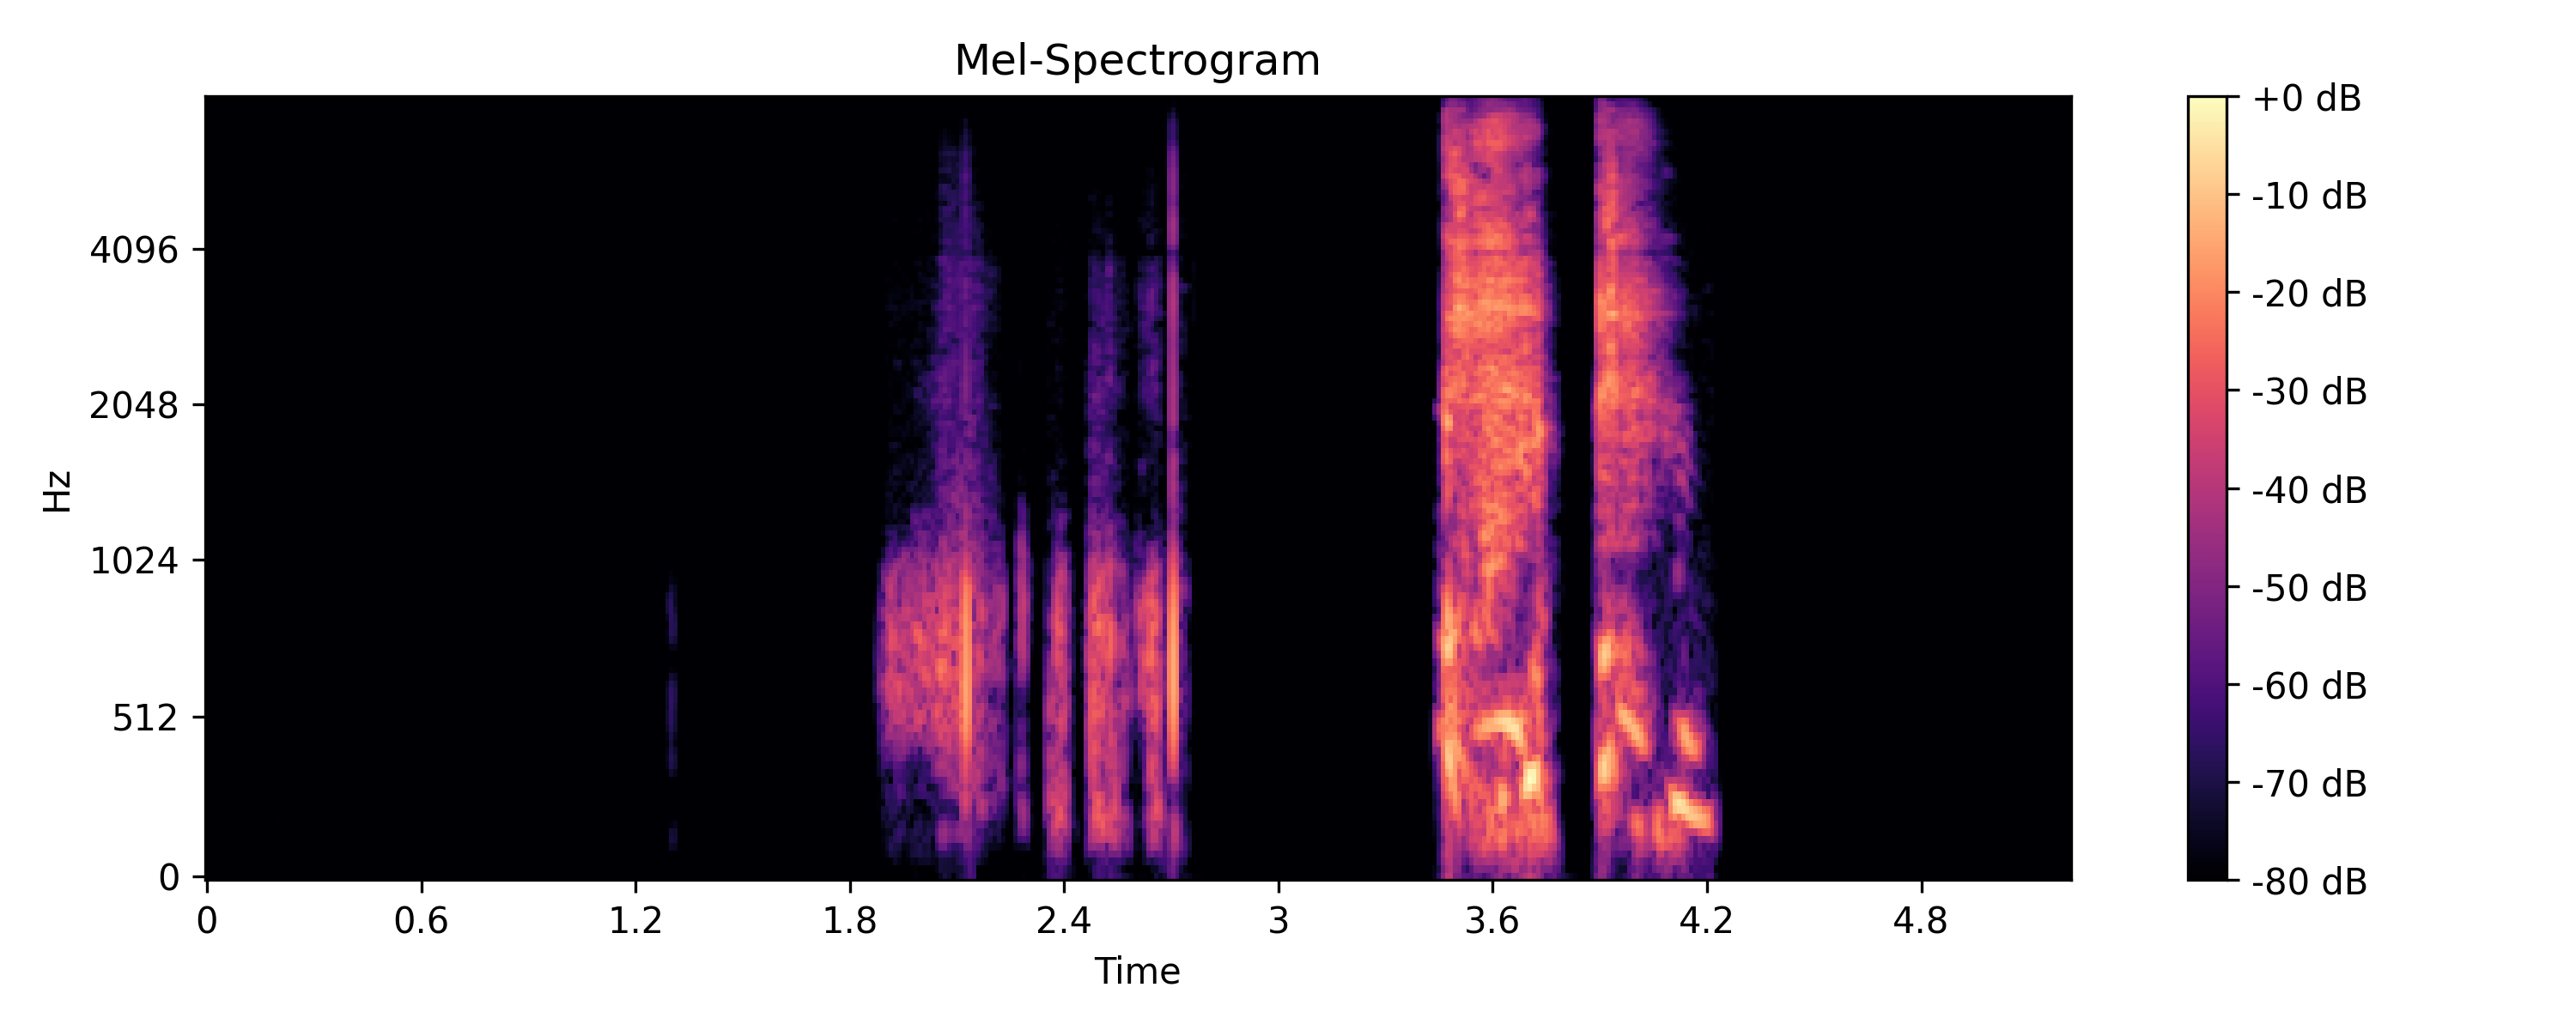 Mel-Spectrogram
+0 dB
-10 dB
4096
-20 dB
2048
-30 dB
Hz
-40 dB
1024
-50 dB
512
-60 dB
-70 dB
0
-80 dB
0 0.6 1.2 1.8 2.4 3 3.6 4.2 4.8
Time